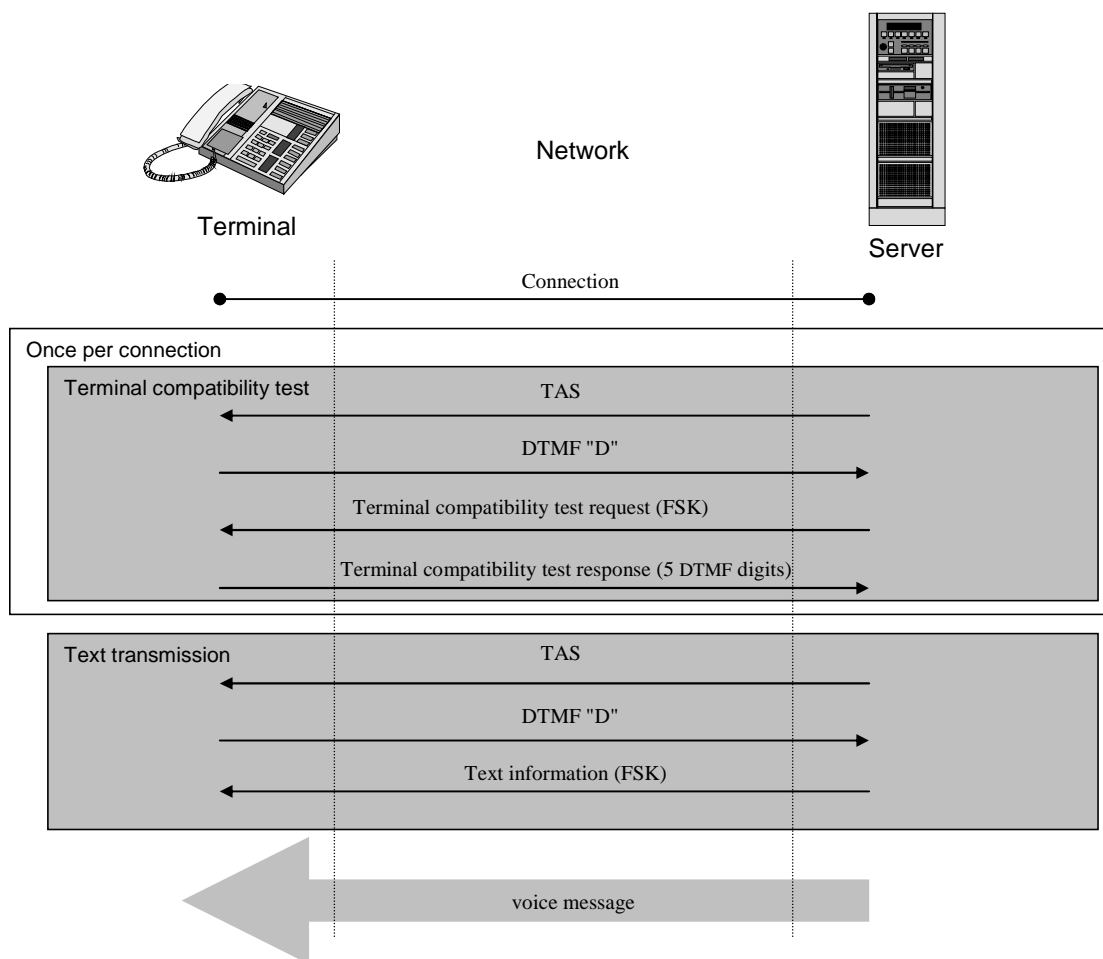 Network
Terminal
Server
Connection
Once per connection
Terminal compatibility test
TAS
DTMF "D"
Terminal compatibility test request (FSK)
Terminal compatibility test response (5 DTMF digits)
Text transmission
TAS
DTMF "D"
Text information (FSK)
voice message